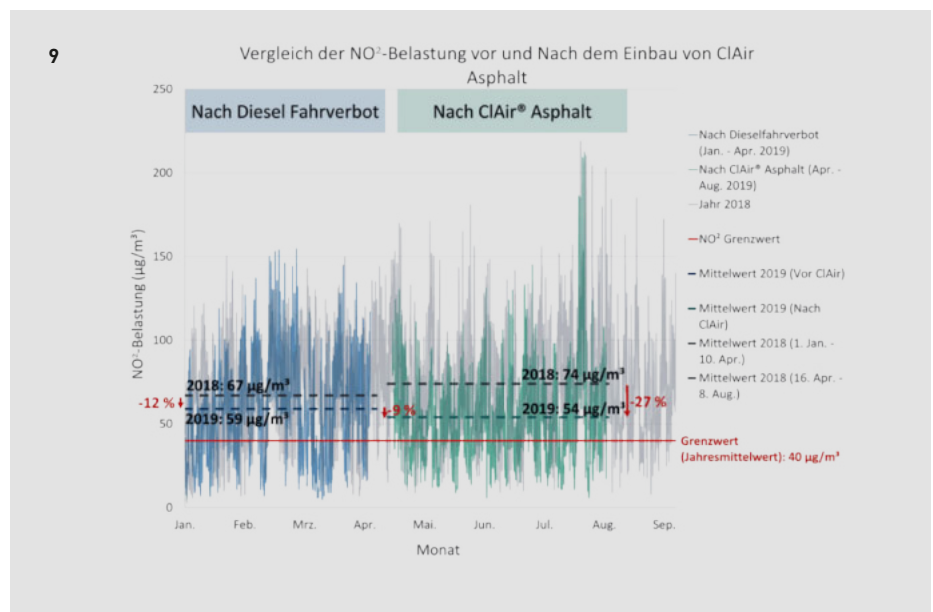 9
Vergleich der NO²-Belastung vor und Nach dem Einbau von ClAir
Asphalt
Nach Diesel Fahrverbot
Nach ClAir® Asphalt
NO²-Belastung (µg/m³)
250
200
150
100
50
0
2018: 67 µg/m³
2019: 59 µg/m³
-12 %
-9 %
2018: 74 µg/m³
2019: 54 µg/m³
-27 %
Jan.
Feb.
Mrz.
Apr.
Mai.
Jun.
Jul.
Aug.
Sep.
Monat
Nach Dieselfahrverbot
(Jan. - Apr. 2019)
Nach ClAir® Asphalt (Apr. -
Aug. 2019)
Jahr 2018
NO² Grenzwert
Mittelwert 2019 (Vor ClAir)
Mittelwert 2019 (Nach
ClAir)
Mittelwert 2018 (1. Jan. -
10. Apr.)
Mittelwert 2018 (16. Apr. -
8. Aug.)
Grenzwert
(Jahresmittelwert): 40 µg/m³